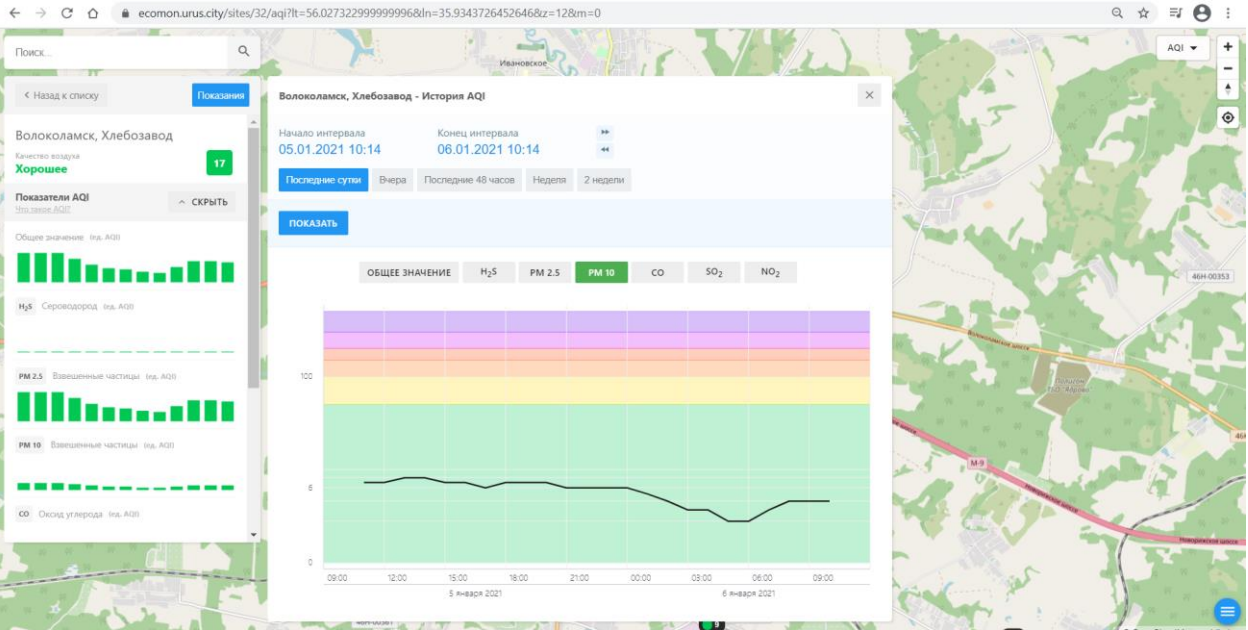 ecomon.urus.city/sites/32/aqi?lt=56.027322999999996&ln=35.9343726452646&z=12&m=0
Поиск...
Ивановское
AQI
Назад к списку
Показания
Волоколамск, Хлебозавод - История AQI
Волоколамск, Хлебозавод
Качество воздуха
Хорошее
17
Начало интервала
Конец интервала
05.01.2021 10:14
06.01.2021 10:14
Последние сутки
Вчера
Последние 48 часов
Неделя
2 недели
Показатели AQI
Что такое AQI?
СКРЫТЬ
ПОКАЗАТЬ
Общее значение (ед. AQI)
ОБЩЕЕ ЗНАЧЕНИЕ
H2S
PM 2.5
PM 10
CO
SO2
NO2
H2S Сероводород (ед. AQI)
PM 2.5 Взвешенные частицы (ед. AQI)
PM 10 Взвешенные частицы (ед. AQI)
CO Оксид углерода (ед. AQI)
100
6
0
09:00
12:00
15:00
18:00
21:00
00:00
03:00
06:00
09:00
5 января 2021
6 января 2021
46Н-00353
Волоколамское шоссе
М-9
Новорижское шоссе
9